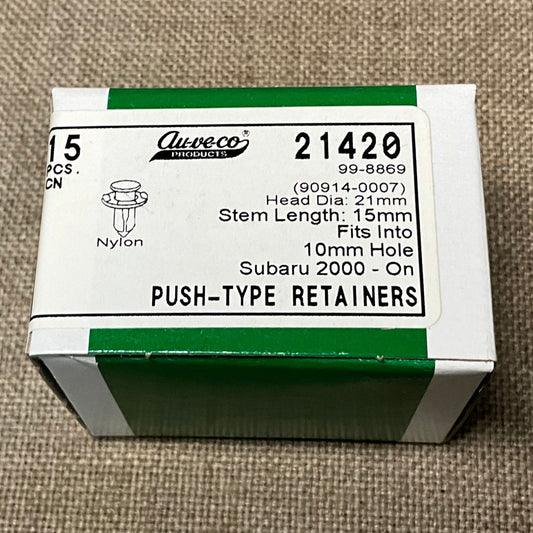 15
PCS.
CN
Nylon
Au-ve-co®
PRODUCTS
21420
99-8869
(90914-0007)
Head Dia: 21mm
Stem Length: 15mm
Fits Into
10mm Hole
Subaru 2000 - On
PUSH-TYPE RETAINERS